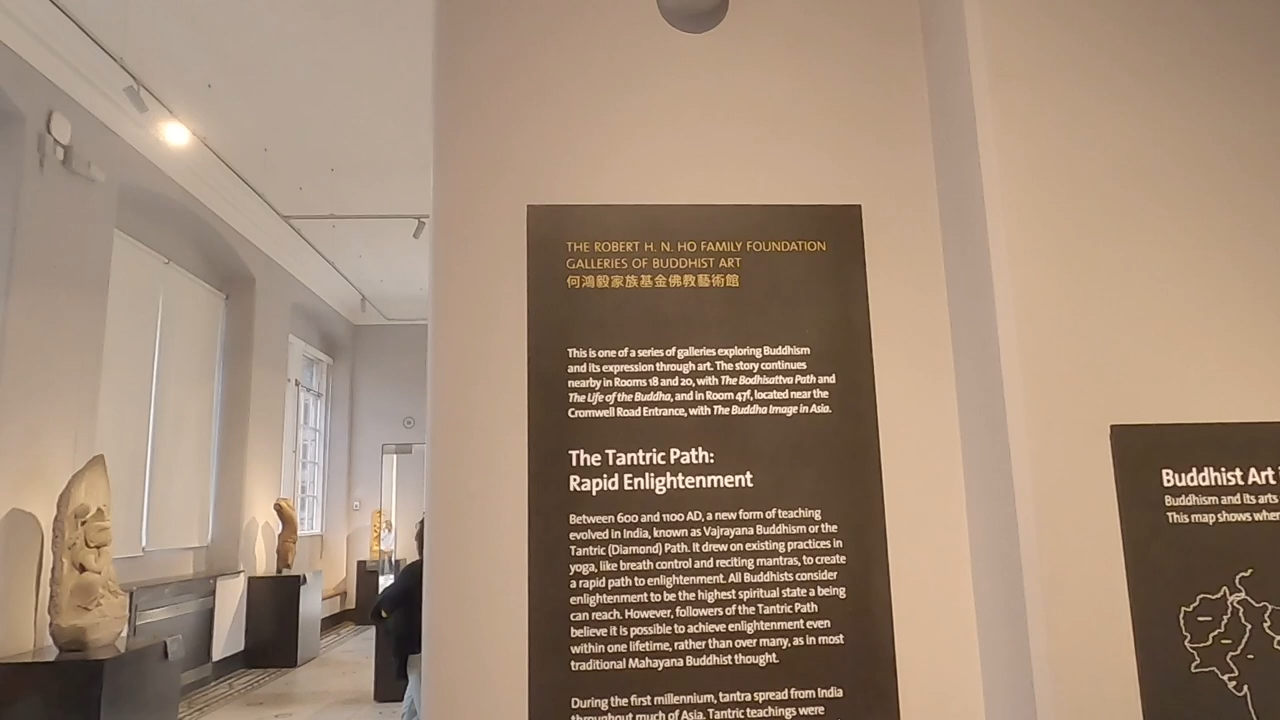 THE ROBERT H. N. HO FAMILY FOUNDATION
GALLERIES OF BUDDHIST ART
何鴻毅家族基金佛教藝術館
This is one of a series of galleries exploring Buddhism
and its expression through art. The story continues
nearby in Rooms 18 and 20, with The Bodhisattva Path and
The Life of the Buddha, and in Room 47f, located near the
Cromwell Road Entrance, with The Buddha Image in Asia.
The Tantric Path:
Rapid Enlightenment
Between 600 and 1100 AD, a new form of teaching
evolved in India, known as Vajrayana Buddhism or the
Tantric (Diamond) Path. It drew on existing practices in
yoga, like breath control and reciting mantras, to create
a rapid path to enlightenment. All Buddhists consider
enlightenment to be the highest spiritual state a being
can reach. However, followers of the Tantric Path
believe it is possible to achieve enlightenment even
within one lifetime, rather than over many, as in most
traditional Mahayana Buddhist thought.
During the first millennium, tantra spread from India
throughout much of Asia. Tantric teachings were
Buddhist Art
Buddhism and its arts
This map shows